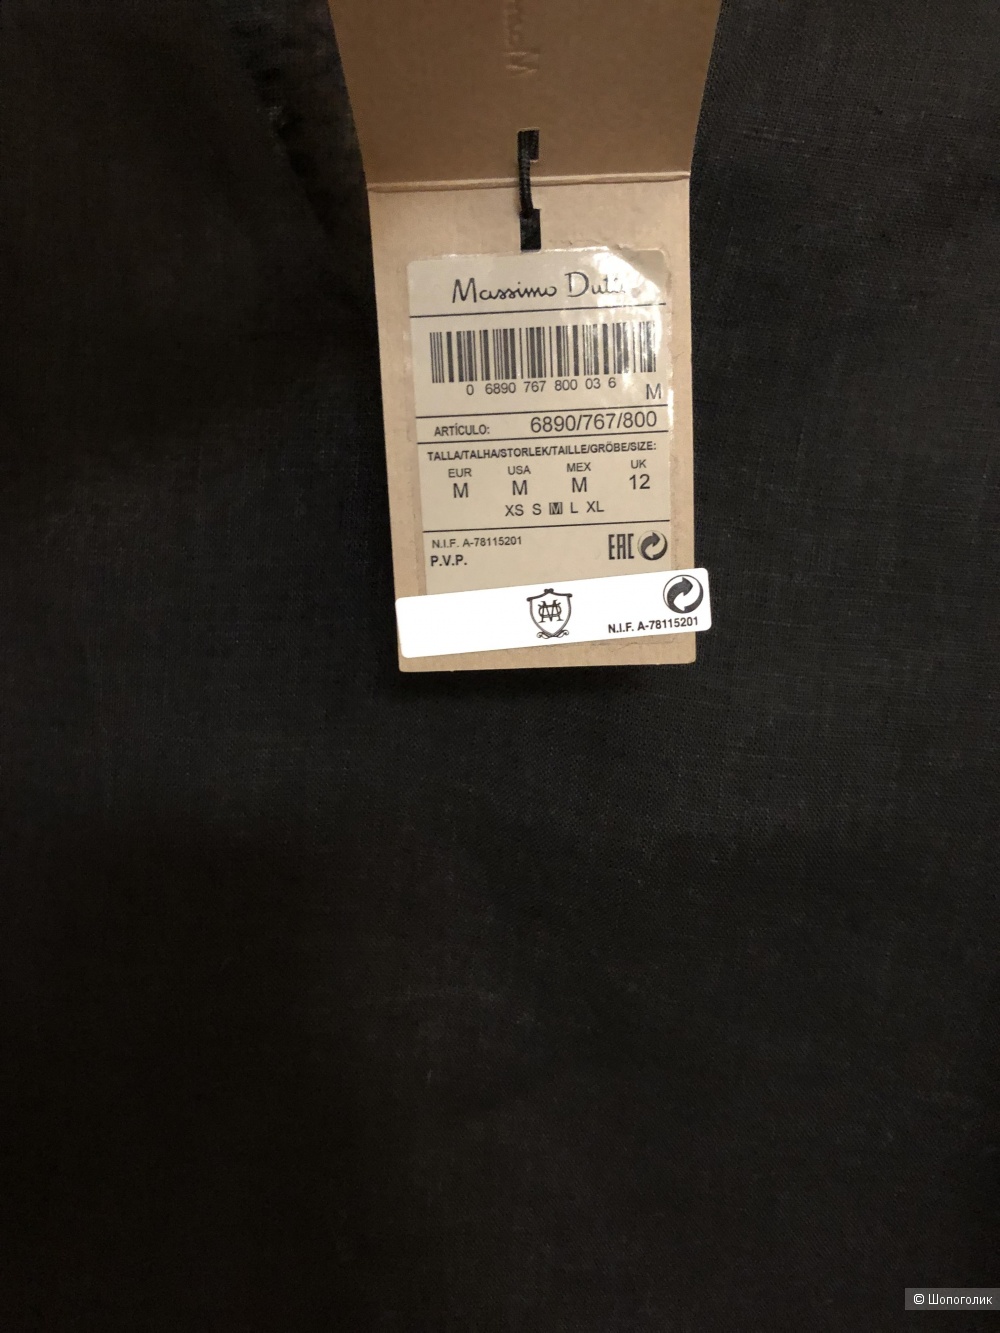 Massimo Dutti
0 6890 767 800 03 6
M
ARTÍCULO: 6890/767/800
TALLA/TALHA/STORLEK/TAILLE/GRÖBE/SIZE:
EUR USA MEX UK
M M M 12
XS S M L XL
N.I.F. A-78115201
P.V.P.
EAC
N.I.F. A-78115201
© Шопоголик